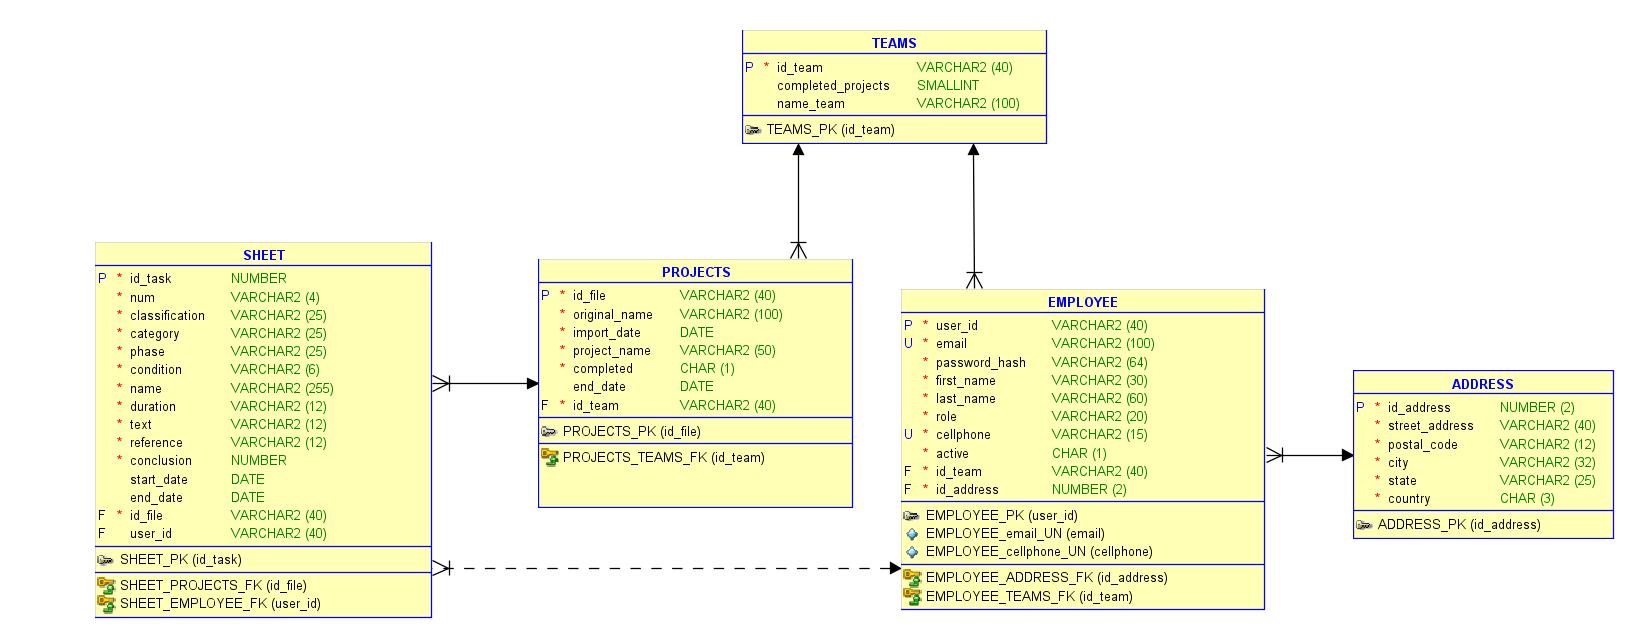 TEAMS
P * id_team VARCHAR2 (40)
completed_projects SMALLINT
name_team VARCHAR2 (100)
TEAMS_PK (id_team)
SHEET
P * id_task NUMBER
* num VARCHAR2 (4)
* classification VARCHAR2 (25)
* category VARCHAR2 (25)
* phase VARCHAR2 (25)
* condition VARCHAR2 (6)
* name VARCHAR2 (255)
* duration VARCHAR2 (12)
* text VARCHAR2 (12)
* reference VARCHAR2 (12)
* conclusion NUMBER
start_date DATE
end_date DATE
F * id_file VARCHAR2 (40)
F user_id VARCHAR2 (40)
SHEET_PK (id_task)
SHEET_PROJECTS_FK (id_file)
SHEET_EMPLOYEE_FK (user_id)
PROJECTS
P * id_file VARCHAR2 (40)
* original_name VARCHAR2 (100)
* import_date DATE
* project_name VARCHAR2 (50)
* completed CHAR (1)
end_date DATE
F * id_team VARCHAR2 (40)
PROJECTS_PK (id_file)
PROJECTS_TEAMS_FK (id_team)
EMPLOYEE
P * user_id VARCHAR2 (40)
U * email VARCHAR2 (100)
* password_hash VARCHAR2 (64)
* first_name VARCHAR2 (30)
* last_name VARCHAR2 (60)
* role VARCHAR2 (20)
U * cellphone VARCHAR2 (15)
* active CHAR (1)
F * id_team VARCHAR2 (40)
F * id_address NUMBER (2)
EMPLOYEE_PK (user_id)
EMPLOYEE_email_UN (email)
EMPLOYEE_cellphone_UN (cellphone)
EMPLOYEE_ADDRESS_FK (id_address)
EMPLOYEE_TEAMS_FK (id_team)
ADDRESS
P * id_address NUMBER (2)
* street_address VARCHAR2 (40)
* postal_code VARCHAR2 (12)
* city VARCHAR2 (32)
* state VARCHAR2 (25)
* country CHAR (3)
ADDRESS_PK (id_address)